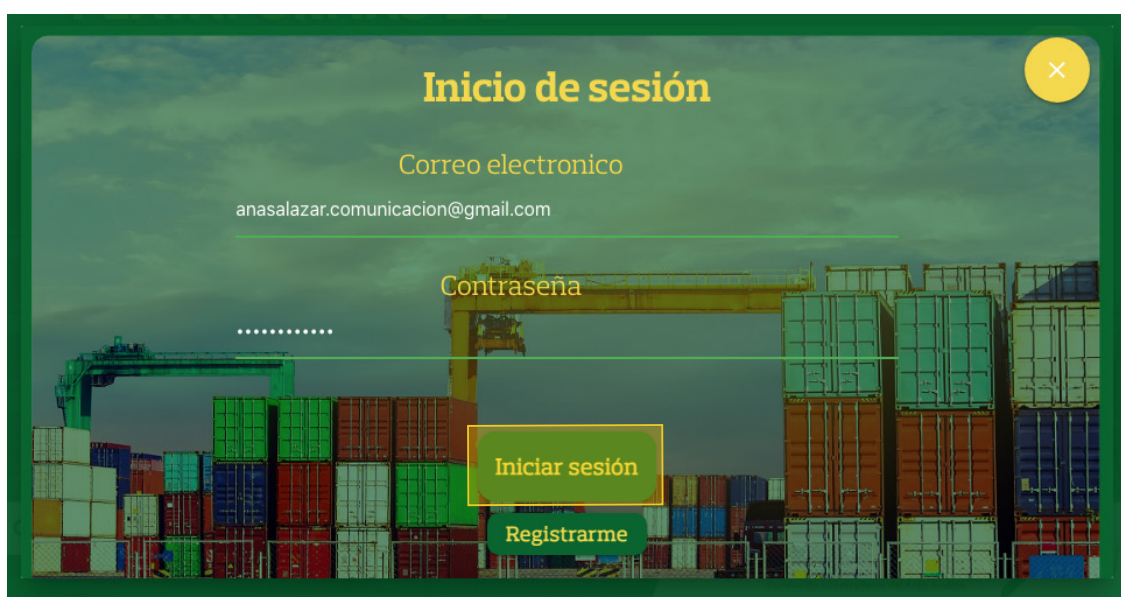 Inicio de sesión
Correo electronico
anasalazar.comunicacion@gmail.com
Contraseña
••••••••••••
Iniciar sesión
Registrarme